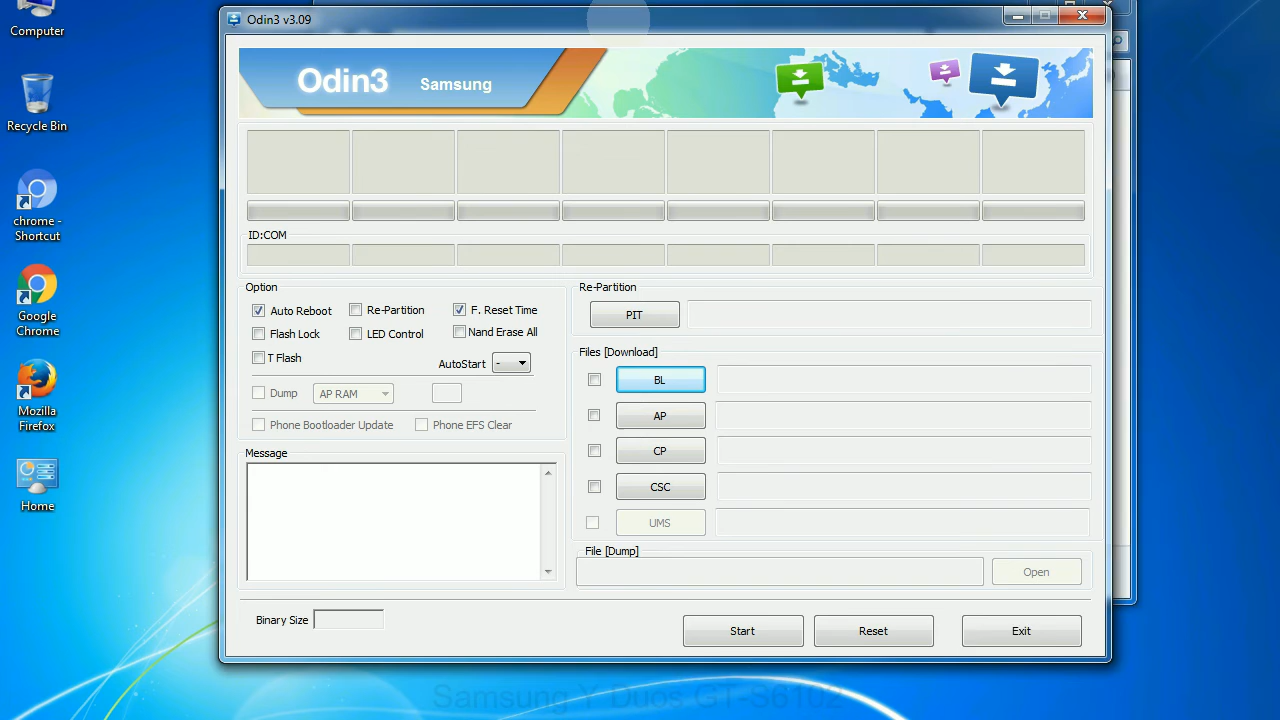 Computer
Recycle Bin
chrome -
Shortcut
Google
Chrome
Mozilla
Firefox
Home
Odin3 v3.09
Odin3 Samsung
ID:COM
Option
Auto Reboot
Re-Partition
F. Reset Time
Flash Lock
LED Control
Nand Erase All
T Flash
AutoStart -
Dump
AP RAM
Phone Bootloader Update
Phone EFS Clear
Message
Re-Partition
PIT
Files [Download]
BL
AP
CP
CSC
UMS
File [Dump]
Open
Binary Size
Start
Reset
Exit
Samsung Y Duos GT-S6102